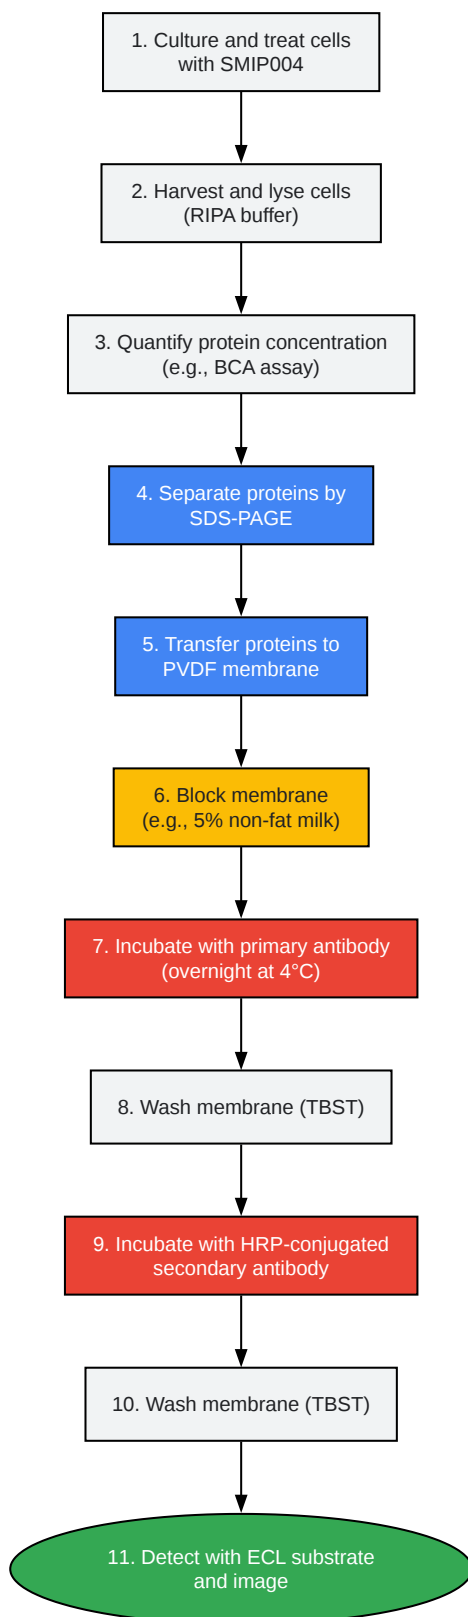 1. Culture and treat cells
with SMIP004
2. Harvest and lyse cells
(RIPA buffer)
3. Quantify protein concentration
(e.g., BCA assay)
4. Separate proteins by
SDS-PAGE
5. Transfer proteins to
PVDF membrane
6. Block membrane
(e.g., 5% non-fat milk)
7. Incubate with primary antibody
(overnight at 4°C)
8. Wash membrane (TBST)
9. Incubate with HRP-conjugated
secondary antibody
10. Wash membrane (TBST)
11. Detect with ECL substrate
and image